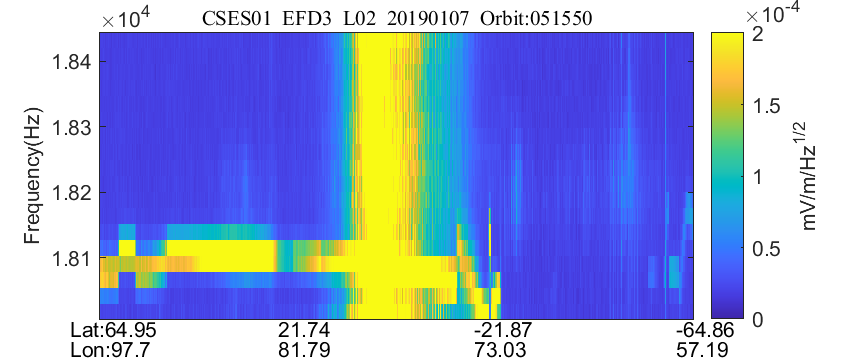 CSES01 EFD3 L02 20190107 Orbit:051550
×10⁴
×10⁻⁴
1.84
1.83
1.82
1.81
Frequency(Hz)
2
1.5
1
0.5
0
mV/m/Hz^1/2
Lat:64.95 21.74 -21.87 -64.86
Lon:97.7 81.79 73.03 57.19